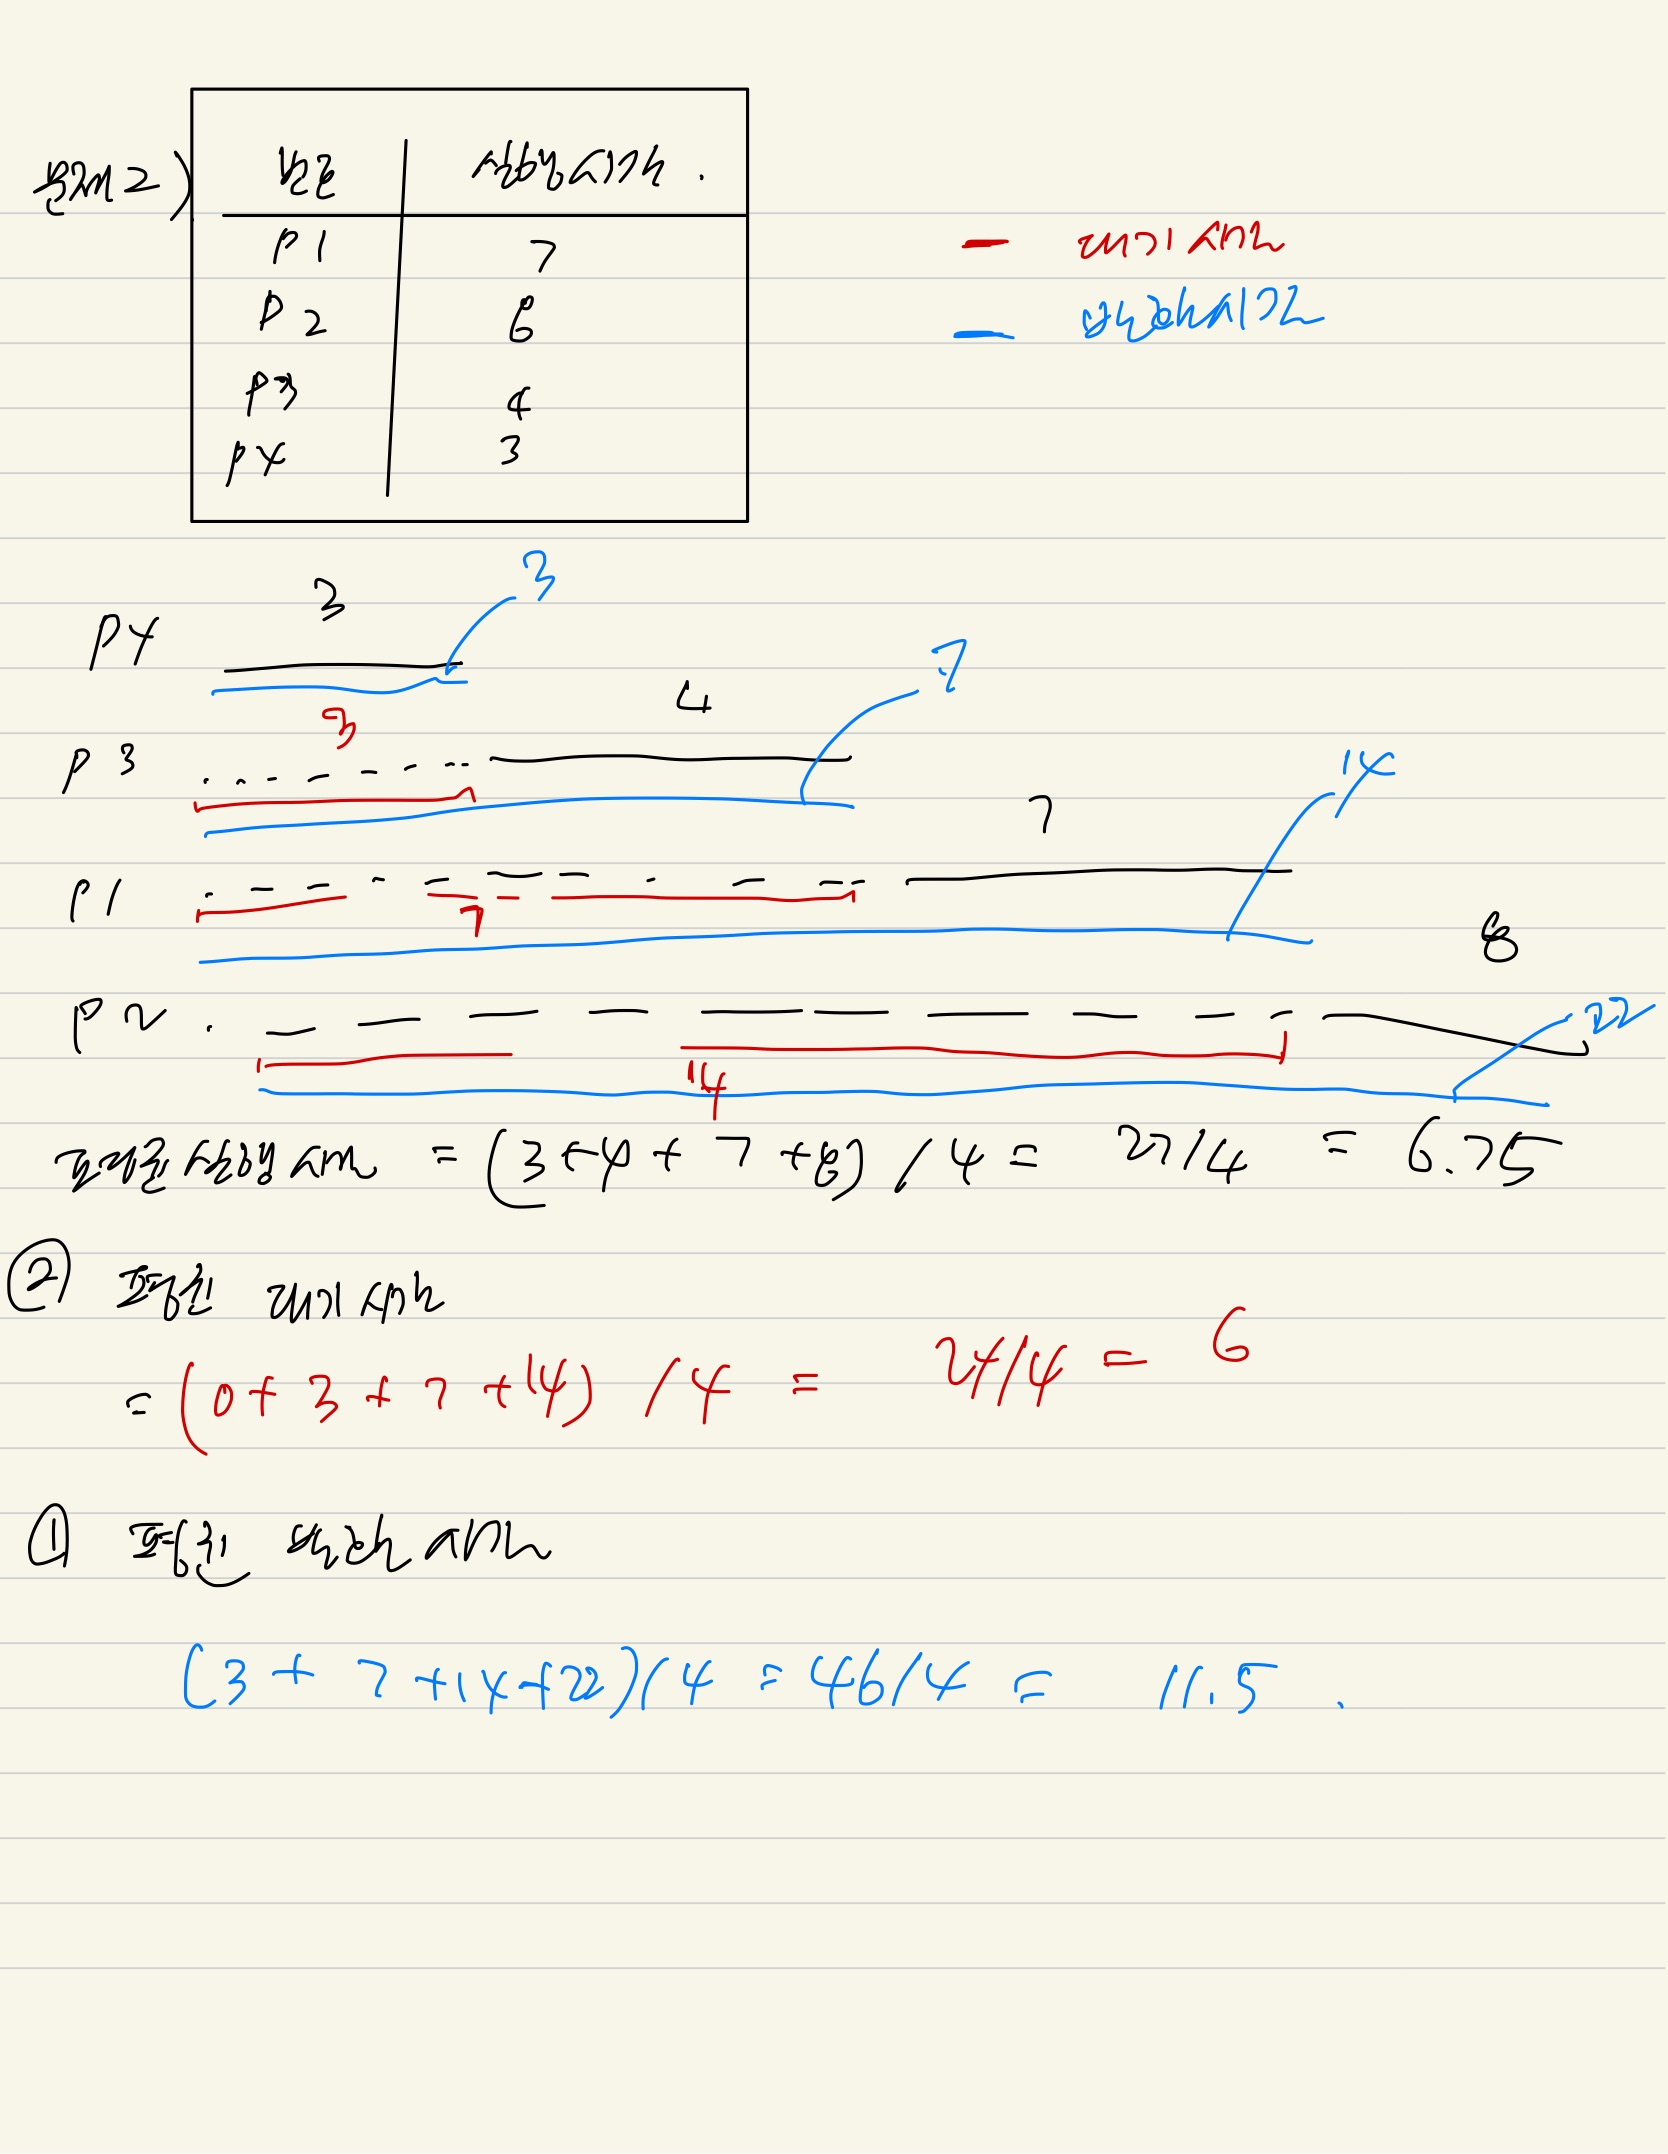 문제2)
번호 실행시간.
P1 7
P2 8
P3 4
P4 3
대기시간
반환시간
P4 3 3
P3 3 4 7
P1 7 7 14
P2 14 8 22
실행시간 = (3+4+7+8)/4 = 27/4 = 6.75
② 평균 대기시간
= (0+3+7+14)/4 = 24/4 = 6
① 평균 반환시간
(3+7+14+22)/4 = 46/4 = 11.5.